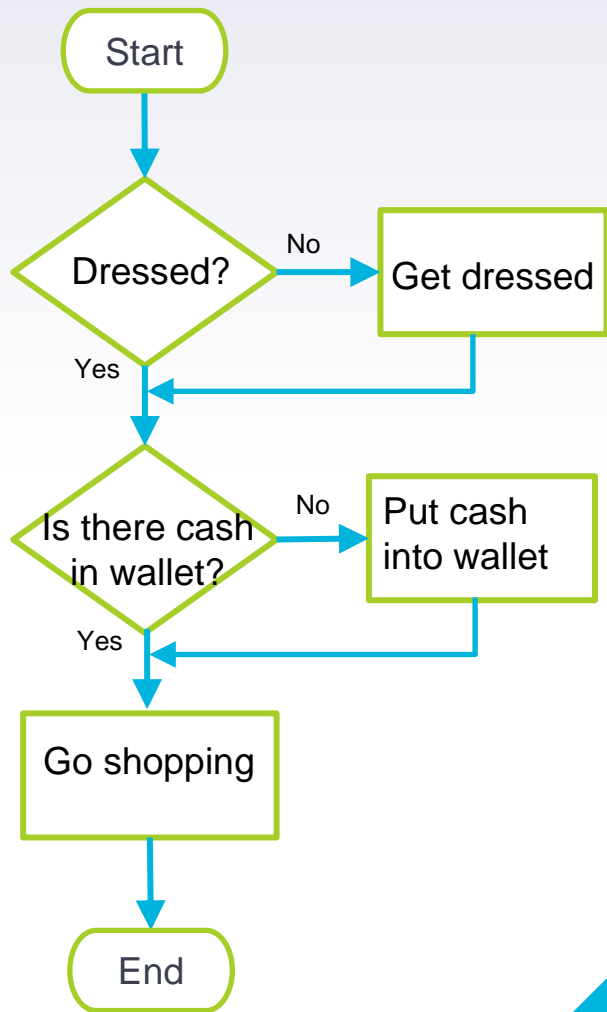 Start
Dressed?
No
Get dressed
Yes
Is there cash
in wallet?
No
Put cash
into wallet
Yes
Go shopping
End